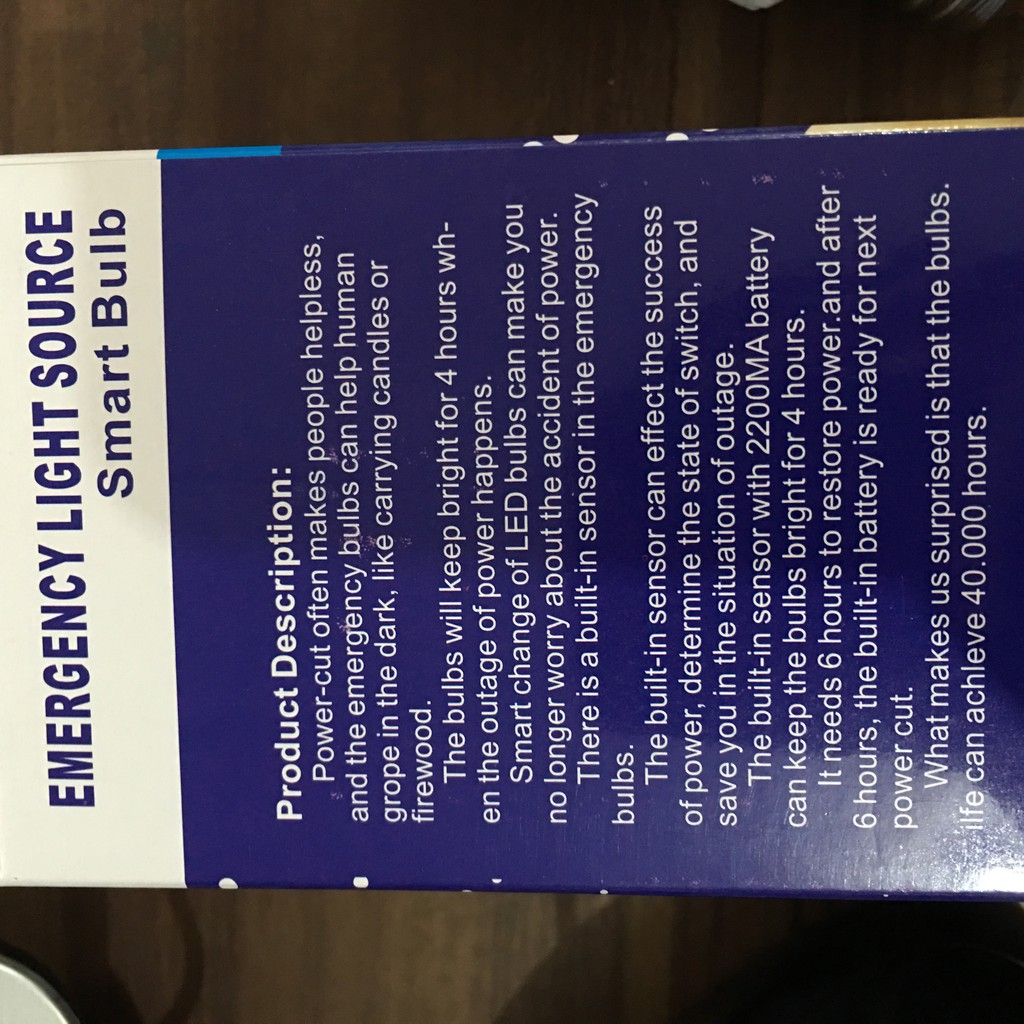 EMERGENCY LIGHT SOURCE
Smart Bulb
Product Description:
Power-cut often makes people helpless,
and the emergency bulbs can help human
grope in the dark, like carrying candles or
firewood.
The bulbs will keep bright for 4 hours wh-
en the outage of power happens.
Smart change of LED bulbs can make you
no longer worry about the accident of power.
There is a built-in sensor in the emergency
bulbs.
The built-in sensor can effect the success
of power, determine the state of switch, and
save you in the situation of outage.
The built-in sensor with 2200MA battery
can keep the bulbs bright for 4 hours.
It needs 6 hours to restore power.and after
6 hours, the built-in battery is ready for next
power cut.
What makes us surprised is that the bulbs.
life can achieve 40.000 hours.